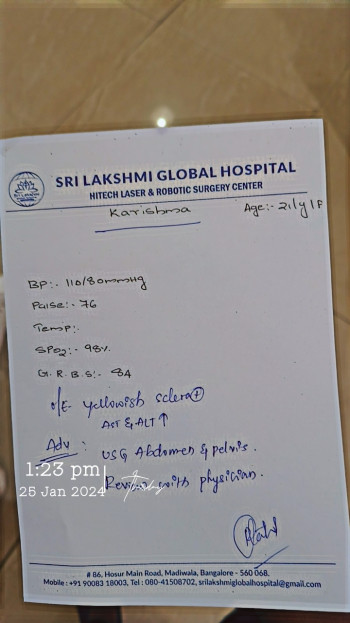 SRI LAKSHMI GLOBAL HOSPITAL
HITECH LASER & ROBOTIC SURGERY CENTER
Karishma Age:- 21/y/F
BP:- 110/80mmHg
Pulse:- 76
Temp:-
SPO2:- 98%
G.R.B.S:- 84
O/E- yellowish sclera +
AST & ALT ↑
Adv : USG Abdomen & pelvis.
Review with physician.
1:23 pm
25 Jan 2024
# 86, Hosur Main Road, Madiwala, Bangalore - 560 068.
Mobile : +91 90083 18003, Tel : 080-41508702, srilakshmiglobalhospital@gmail.com